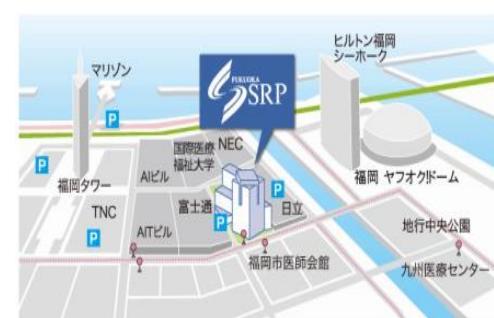 ヒルトン福岡
シーホーク
マリゾン
FUKUOKA
SRP
P
国際医療
福祉大学
NEC
P
AIビル
福岡タワー
福岡 ヤフオクドーム
P
TNC
富士通
P
日立
P
AITビル
地行中央公園
福岡市医師会館
九州医療センター